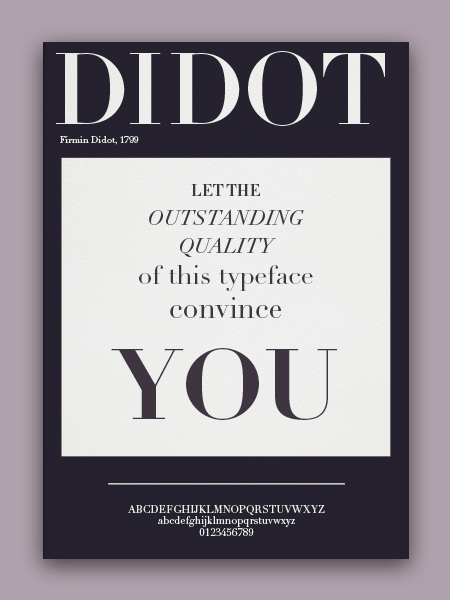 DIDOT
Firmin Didot, 1799
LET THE
OUTSTANDING
QUALITY
of this typeface
convince
YOU
ABCDEFGHIJKLMNOPQRSTUVWXYZ
abcdefghijklmnopqrstuvwxyz
0123456789